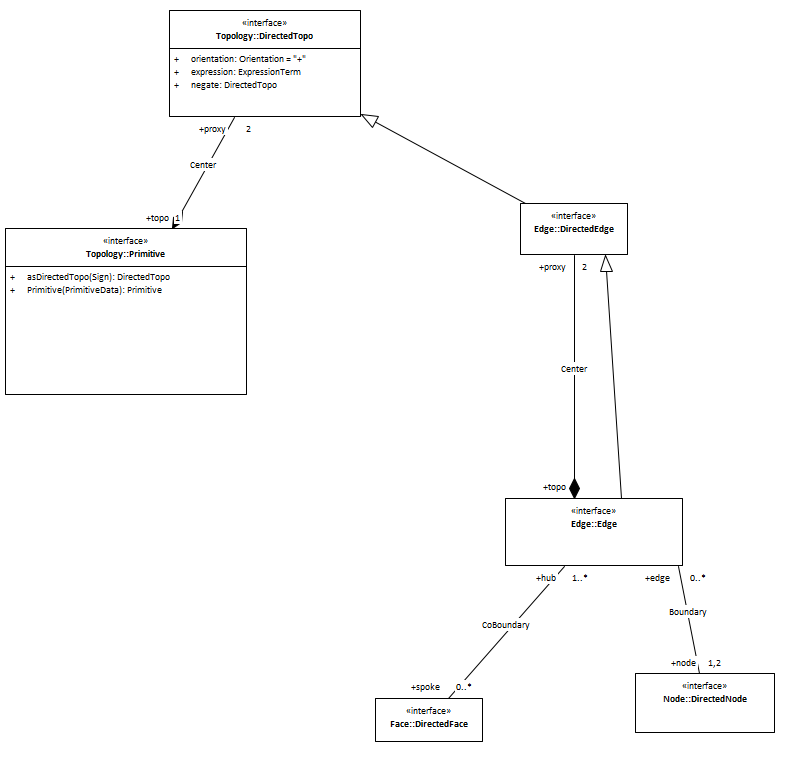 «interface»
Topology::DirectedTopo
+ orientation: Orientation = "+"
+ expression: ExpressionTerm
+ negate: DirectedTopo
+proxy 2
Center
+topo 1
«interface»
Topology::Primitive
+ asDirectedTopo(Sign): DirectedTopo
+ Primitive(PrimitiveData): Primitive
«interface»
Edge::DirectedEdge
+proxy 2
Center
+topo
«interface»
Edge::Edge
+hub 1..*
+edge 0..*
CoBoundary
Boundary
+spoke 0..*
+node 1,2
«interface»
Face::DirectedFace
«interface»
Node::DirectedNode